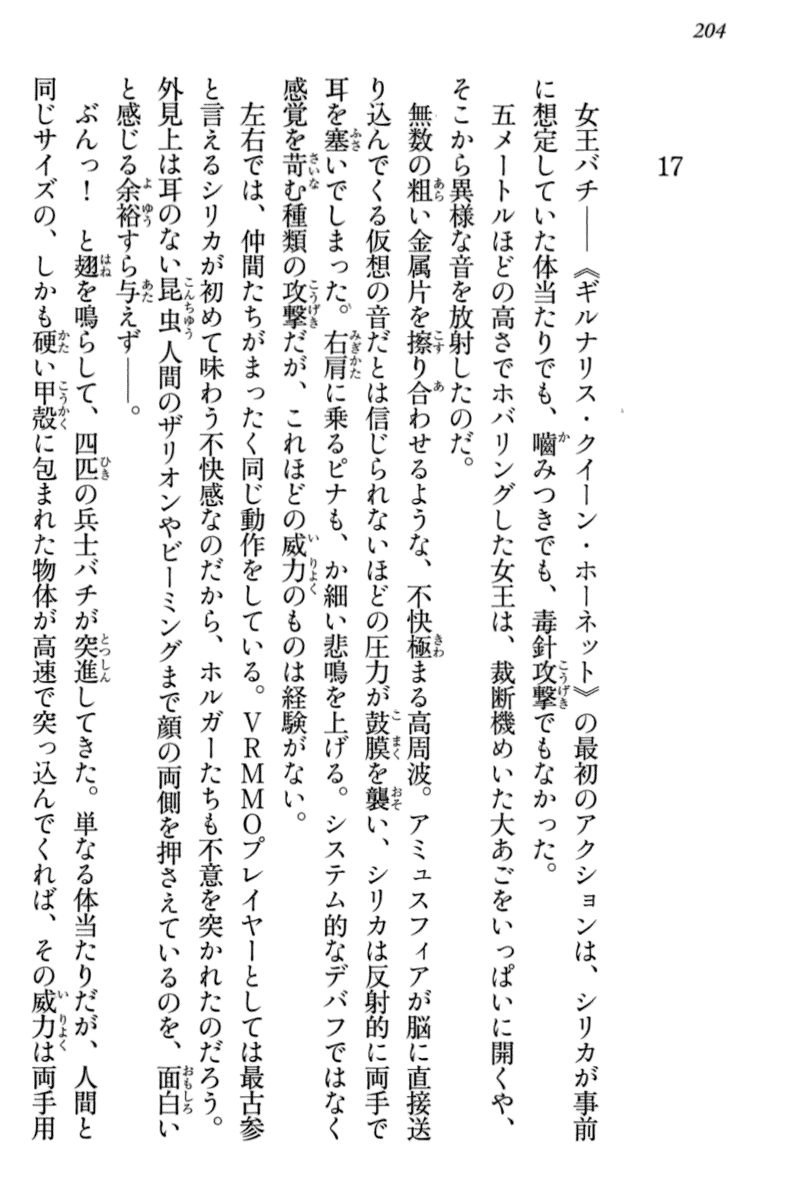 204
17
女王バチ――《ギルナリス・クイーン・ホーネット》の最初のアクションは、シリカが事前
に想定していた体当たりでも、嚙みつきでも、毒針攻撃でもなかった。
五メートルほどの高さでホバリングした女王は、裁断機めいた大あごをいっぱいに開くや、
そこから異様な音を放射したのだ。
無数の粗い金属片を擦り合わせるような、不快極まる高周波。アミュスフィアが脳に直接送
り込んでくる仮想の音だとは信じられないほどの圧力が鼓膜を襲い、シリカは反射的に両手で
耳を塞いでしまった。右肩に乗るピナも、か細い悲鳴を上げる。システム的なデバフではなく
感覚を苛む種類の攻撃だが、これほどの威力のものは経験がない。
左右では、仲間たちがまったく同じ動作をしている。VRMMOプレイヤーとしては最古参
と言えるシリカが初めて味わう不快感なのだから、ホルガーたちも不意を突かれたのだろう。
外見上は耳のない昆虫人間のザリオンやビーミングまで顔の両側を押さえているのを、面白い
と感じる余裕すら与えず――。
ぶんっ！　と翅を鳴らして、四匹の兵士バチが突進してきた。単なる体当たりだが、人間と
同じサイズの、しかも硬い甲殻に包まれた物体が高速で突っ込んでくれば、その威力は両手用